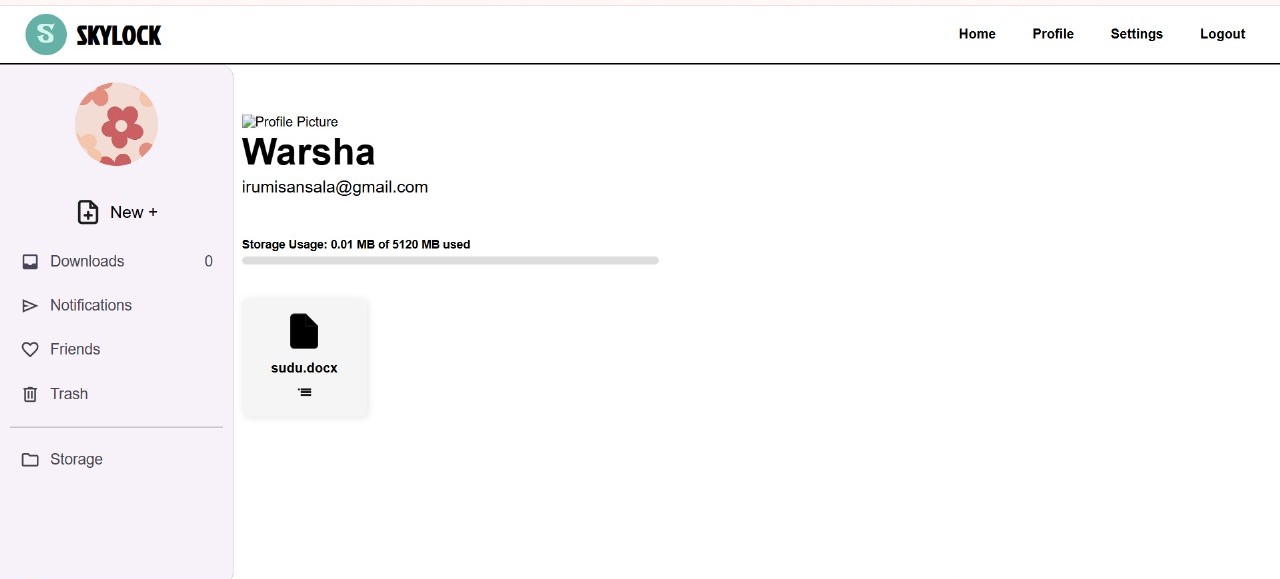 S SKYLOCK
Home Profile Settings Logout
New +
Downloads 0
Notifications
Friends
Trash
Storage
Profile Picture
Warsha
irumisansala@gmail.com
Storage Usage: 0.01 MB of 5120 MB used
sudu.docx